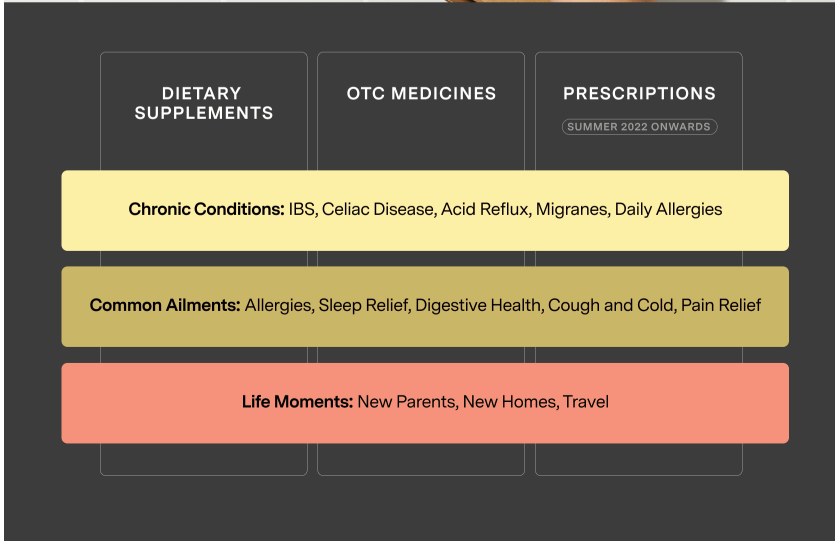 DIETARY
SUPPLEMENTS
OTC MEDICINES
PRESCRIPTIONS
SUMMER 2022 ONWARDS
Chronic Conditions: IBS, Celiac Disease, Acid Reflux, Migranes, Daily Allergies
Common Ailments: Allergies, Sleep Relief, Digestive Health, Cough and Cold, Pain Relief
Life Moments: New Parents, New Homes, Travel